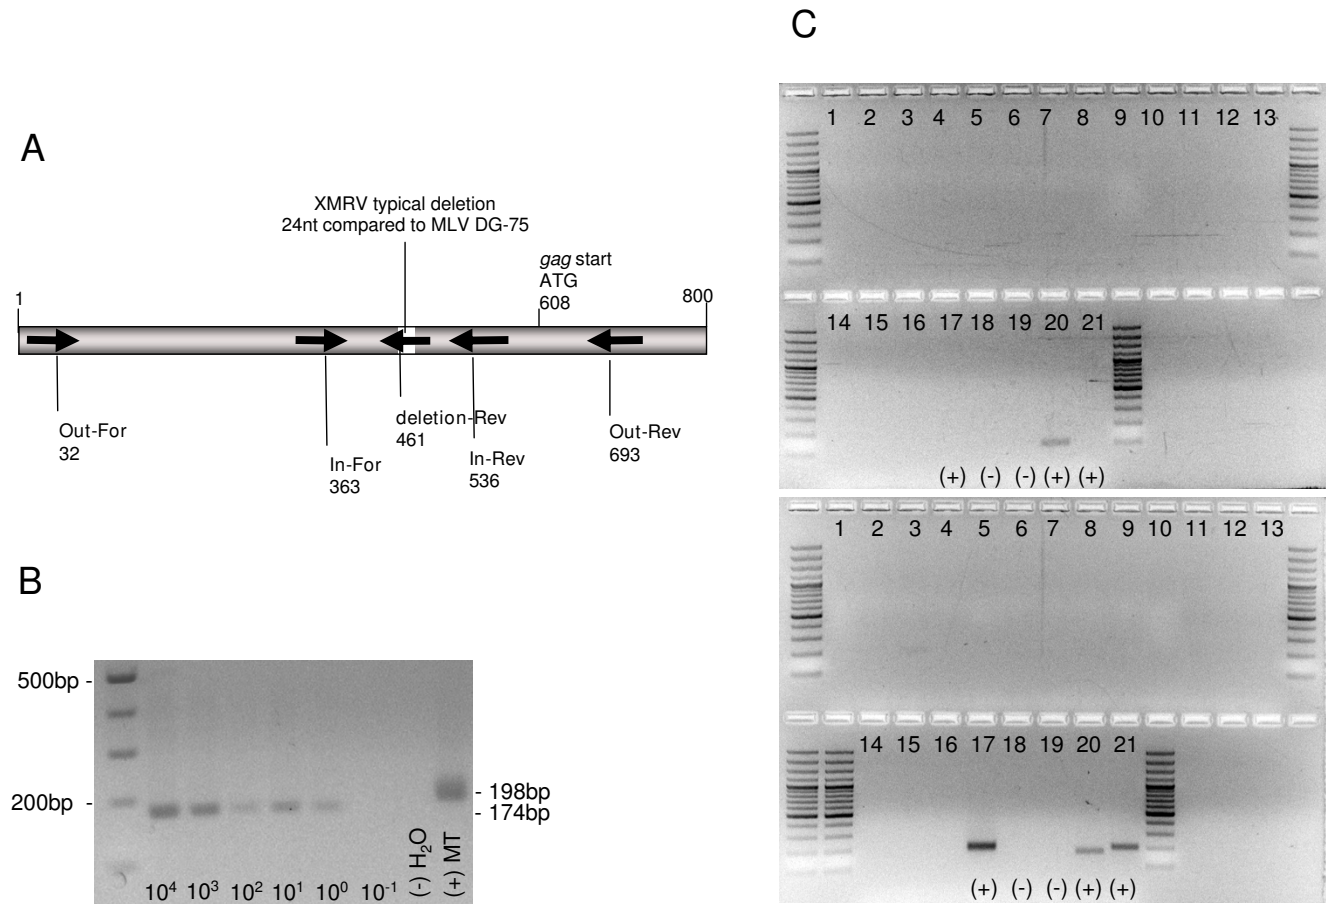 A
XMRV typical deletion
24nt compared to MLV DG-75
gag start
ATG
608
1
800
Out-For
32
In-For
363
deletion-Rev
461
In-Rev
536
Out-Rev
693
B
500bp -
200bp -
- 198bp
- 174bp
10⁴ 10³ 10² 10¹ 10⁰ 10⁻¹ (-) H₂O (+) MT
C
1 2 3 4 5 6 7 8 9 10 11 12 13
14 15 16 17 18 19 20 21
(+) (-) (-) (+) (+)
1 2 3 4 5 6 7 8 9 10 11 12 13
14 15 16 17 18 19 20 21
(+) (-) (-) (+) (+)